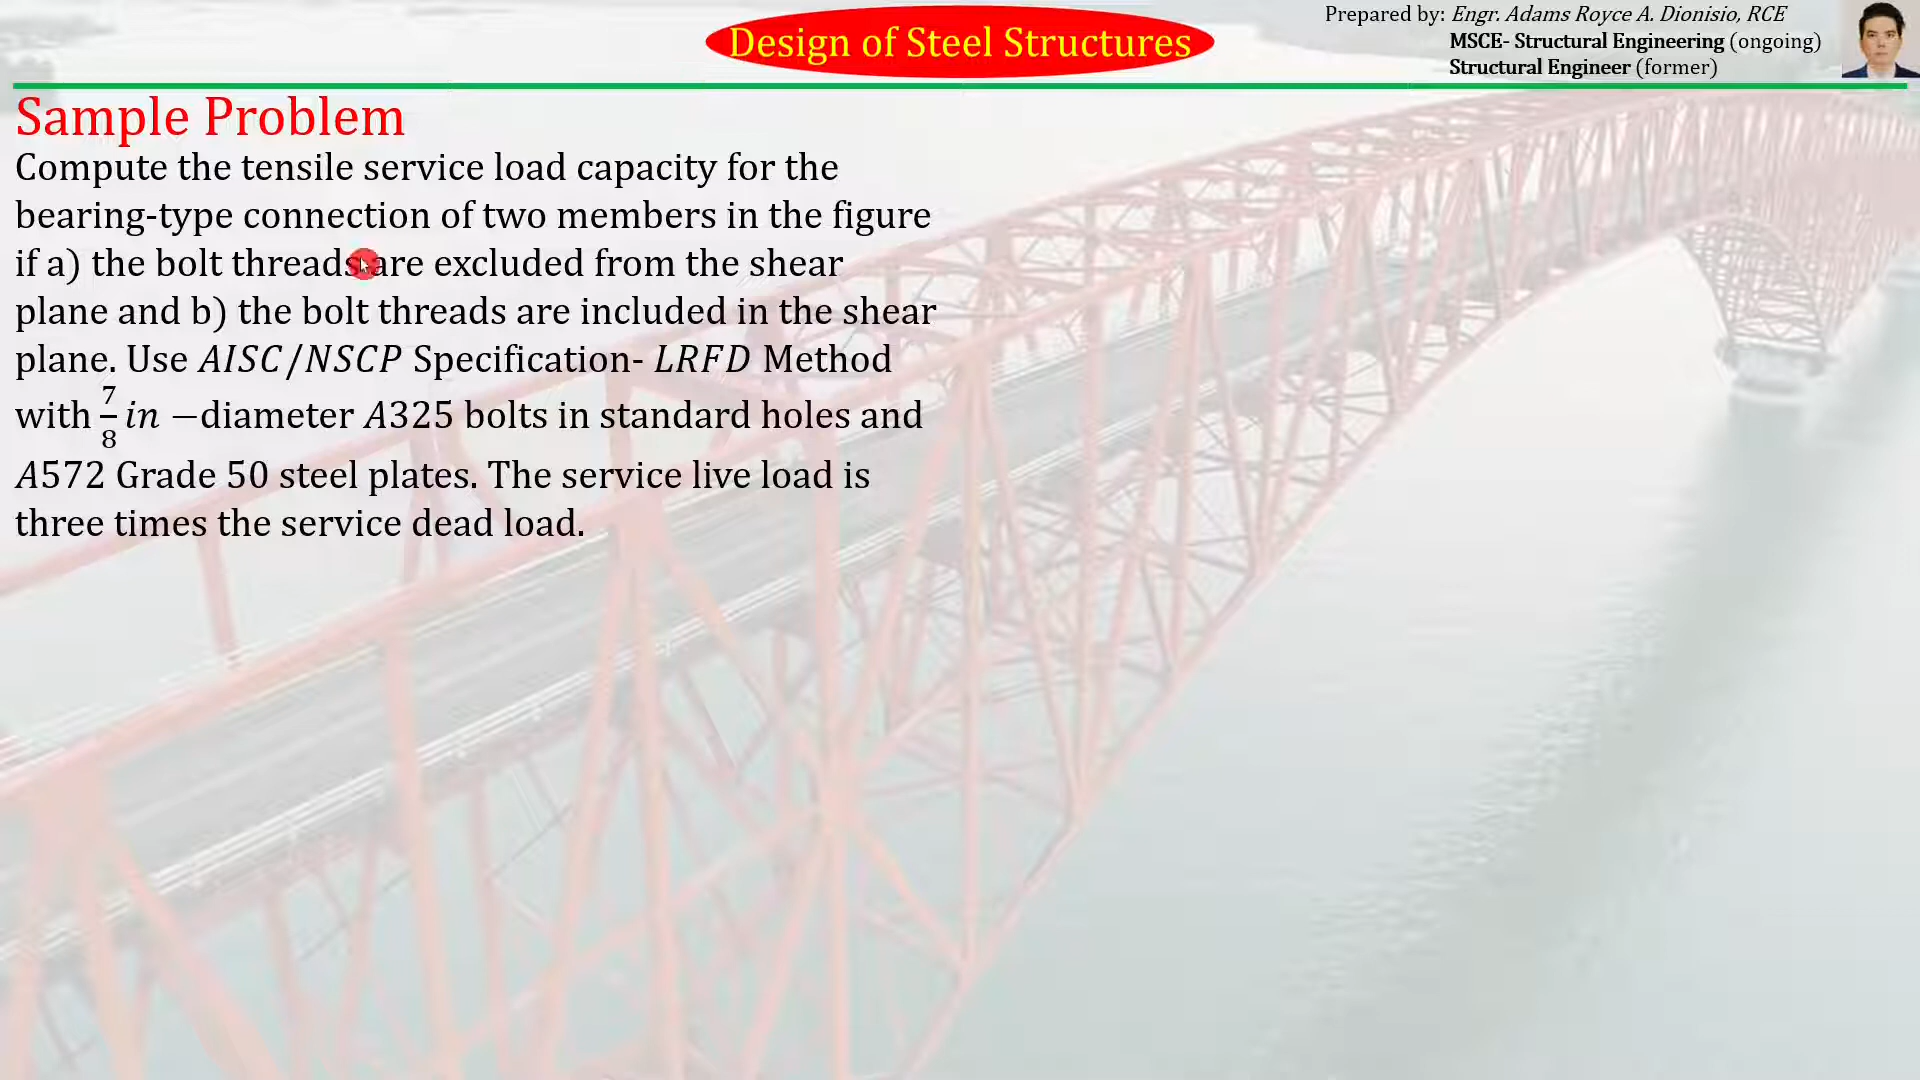 Design of Steel Structures
Prepared by: Engr. Adams Royce A. Dionisio, RCE
MSCE- Structural Engineering (ongoing)
Structural Engineer (former)
Sample Problem
Compute the tensile service load capacity for the
bearing-type connection of two members in the figure
if a) the bolt threads are excluded from the shear
plane and b) the bolt threads are included in the shear
plane. Use AISC/NSCP Specification- LRFD Method
with 7/8 in −diameter A325 bolts in standard holes and
A572 Grade 50 steel plates. The service live load is
three times the service dead load.